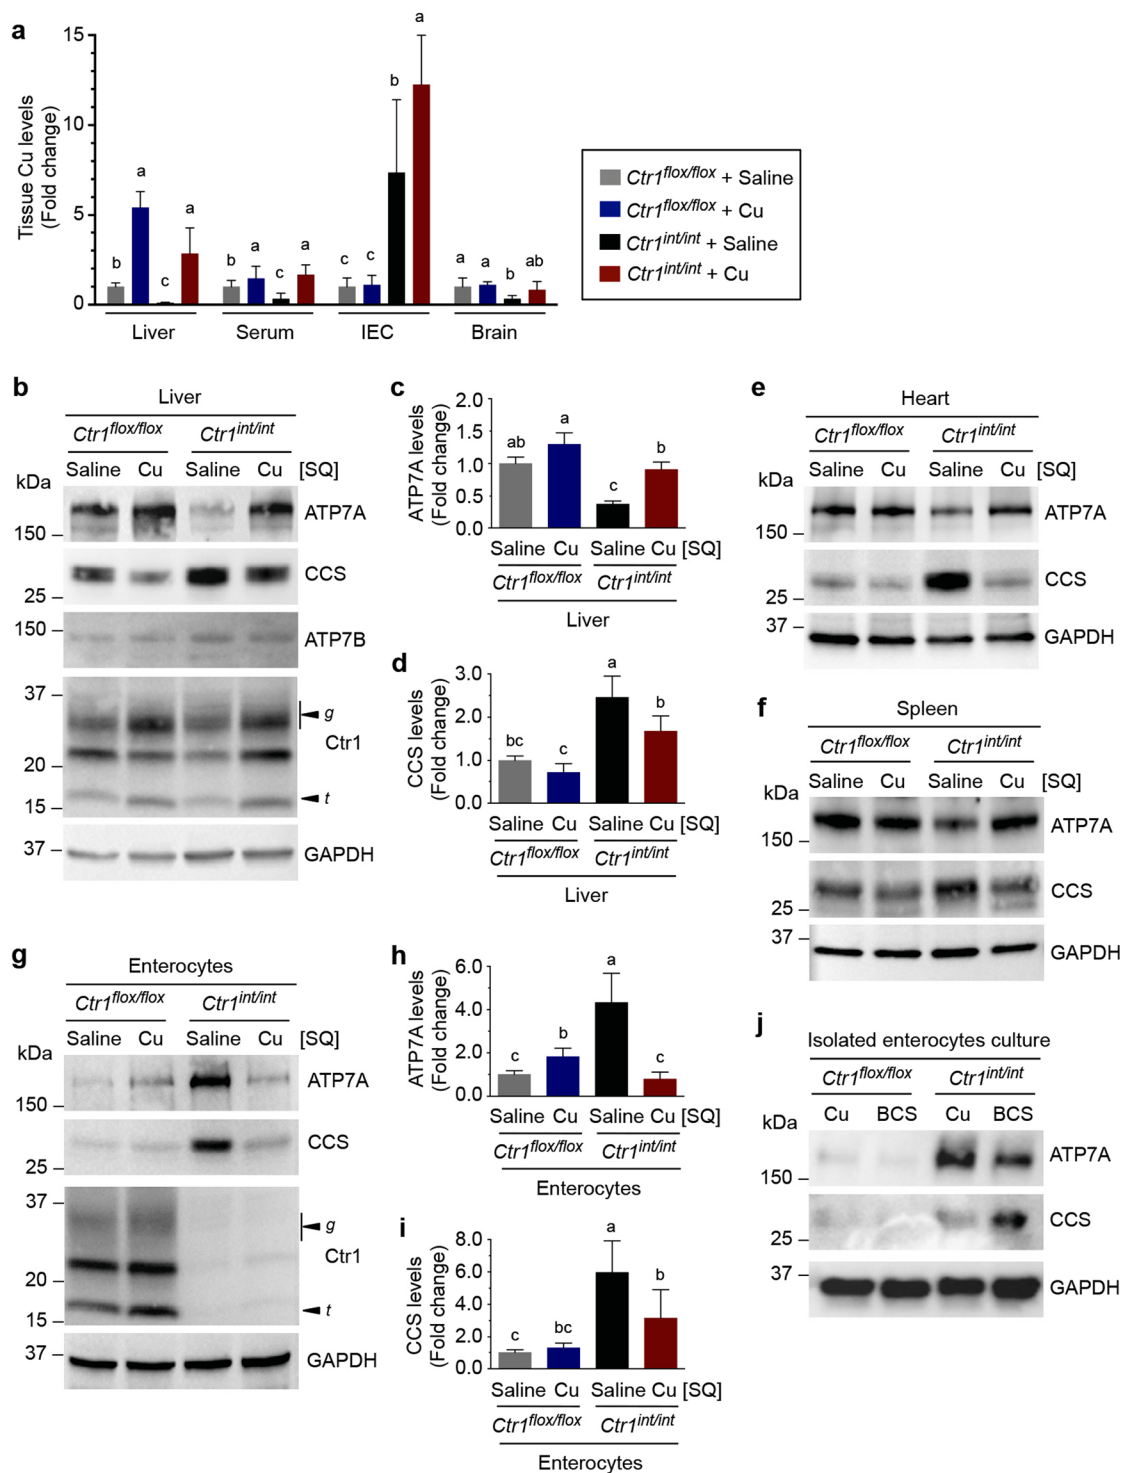 a
Tissue Cu levels
(Fold change)
15
10
5
0
b
a
c
a
b
a
c
a
c
c
b
a
a
a
b
ab
Liver
Serum
IEC
Brain
Ctr1flox/flox + Saline
Ctr1flox/flox + Cu
Ctr1int/int + Saline
Ctr1int/int + Cu
b
Liver
Ctr1flox/flox Ctr1int/int
Saline Cu Saline Cu [SQ]
kDa
150
ATP7A
CCS
25
150
ATP7B
37
g
Ctr1
20
t
15
37
GAPDH
c
ATP7A levels
(Fold change)
2.0
1.5
1.0
0.5
0.0
ab
a
c
b
Saline Cu Saline Cu [SQ]
Ctr1flox/flox Ctr1int/int
Liver
d
CCS levels
(Fold change)
3.0
2.0
1.0
0.0
bc
c
a
b
Saline Cu Saline Cu [SQ]
Ctr1flox/flox Ctr1int/int
Liver
e
Heart
Ctr1flox/flox Ctr1int/int
Saline Cu Saline Cu [SQ]
kDa
ATP7A
150
CCS
25
37
GAPDH
f
Spleen
Ctr1flox/flox Ctr1int/int
Saline Cu Saline Cu [SQ]
kDa
ATP7A
150
CCS
25
37
GAPDH
g
Enterocytes
Ctr1flox/flox Ctr1int/int
Saline Cu Saline Cu [SQ]
kDa
ATP7A
150
CCS
25
37
g
Ctr1
20
t
15
37
GAPDH
h
ATP7A levels
(Fold change)
6.0
4.0
2.0
0.0
c
b
a
c
Saline Cu Saline Cu [SQ]
Ctr1flox/flox Ctr1int/int
Enterocytes
i
CCS levels
(Fold change)
8.0
6.0
4.0
2.0
0.0
c
bc
a
b
Saline Cu Saline Cu [SQ]
Ctr1flox/flox Ctr1int/int
Enterocytes
j
Isolated enterocytes culture
Ctr1flox/flox Ctr1int/int
Cu BCS Cu BCS
kDa
ATP7A
150
CCS
25
37
GAPDH